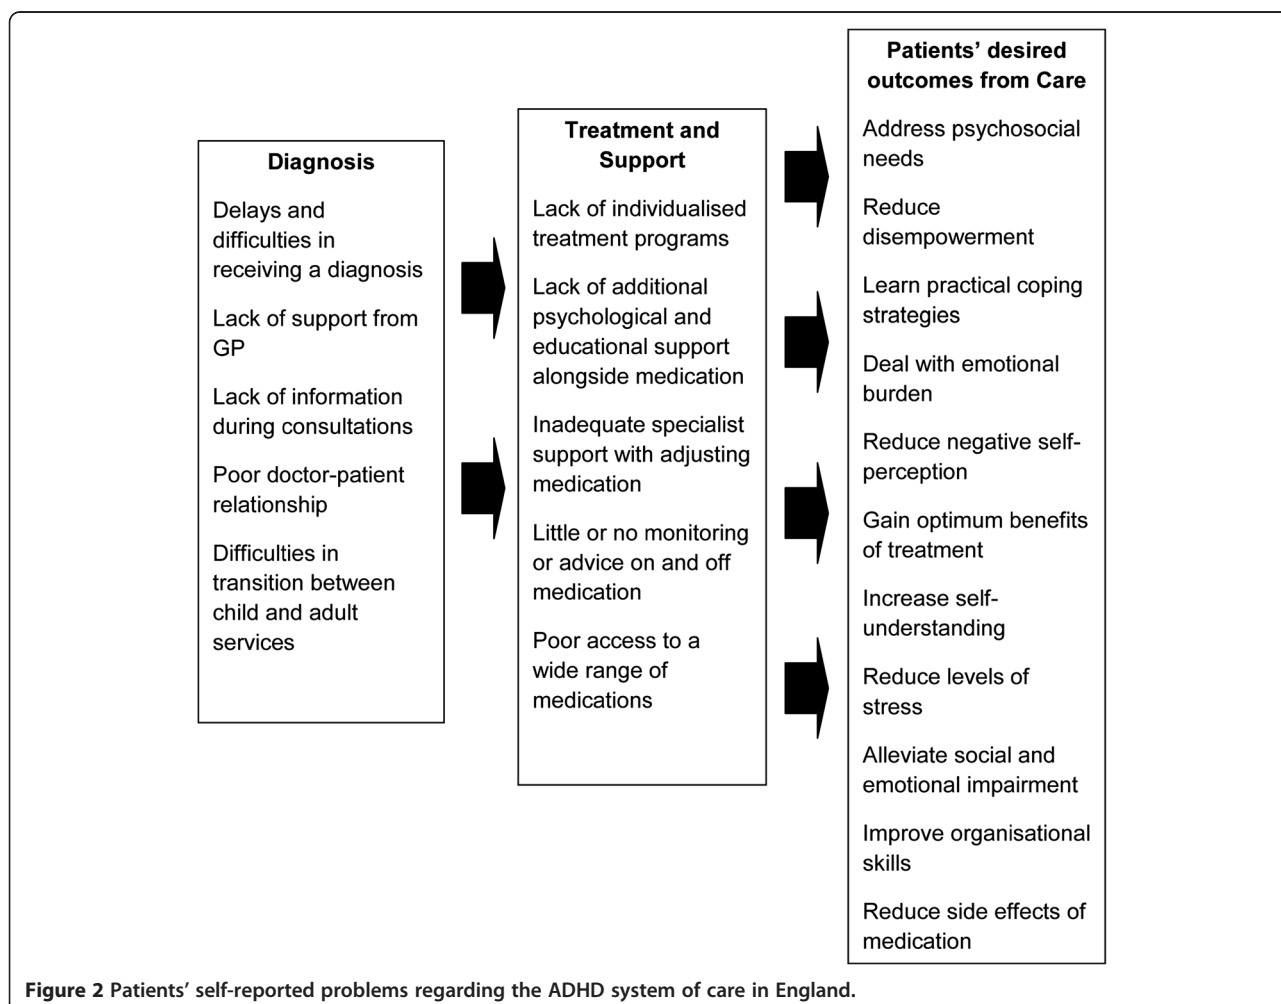 Diagnosis
Delays and
difficulties in
receiving a diagnosis
Lack of support from
GP
Lack of information
during consultations
Poor doctor-patient
relationship
Difficulties in
transition between
child and adult
services
Treatment and
Support
Lack of individualised
treatment programs
Lack of additional
psychological and
educational support
alongside medication
Inadequate specialist
support with adjusting
medication
Little or no monitoring
or advice on and off
medication
Poor access to a
wide range of
medications
Patients’ desired
outcomes from Care
Address psychosocial
needs
Reduce
disempowerment
Learn practical coping
strategies
Deal with emotional
burden
Reduce negative self-
perception
Gain optimum benefits
of treatment
Increase self-
understanding
Reduce levels of
stress
Alleviate social and
emotional impairment
Improve organisational
skills
Reduce side effects of
medication
Figure 2 Patients’ self-reported problems regarding the ADHD system of care in England.